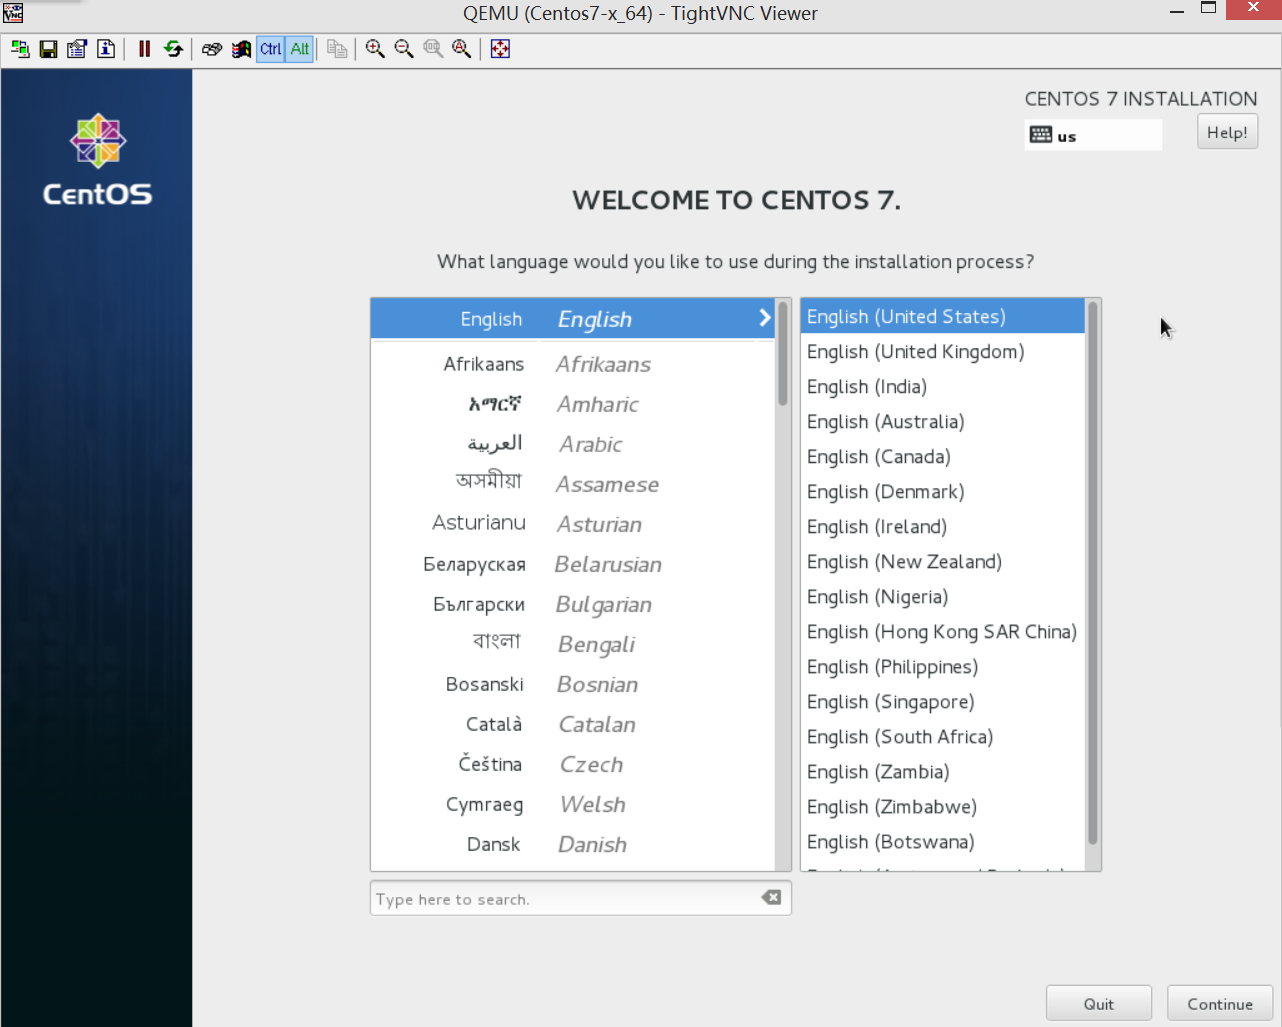 QEMU (Centos7-x_64) - TightVNC Viewer
Ctrl Alt
CentOS
CENTOS 7 INSTALLATION
us
Help!
WELCOME TO CENTOS 7.
What language would you like to use during the installation process?
English English
Afrikaans Afrikaans
አማርኛ Amharic
العربية Arabic
অসমীয়া Assamese
Asturianu Asturian
Беларуская Belarusian
Български Bulgarian
বাংলা Bengali
Bosanski Bosnian
Català Catalan
Čeština Czech
Cymraeg Welsh
Dansk Danish
English (United States)
English (United Kingdom)
English (India)
English (Australia)
English (Canada)
English (Denmark)
English (Ireland)
English (New Zealand)
English (Nigeria)
English (Hong Kong SAR China)
English (Philippines)
English (Singapore)
English (South Africa)
English (Zambia)
English (Zimbabwe)
English (Botswana)
Type here to search.
Quit
Continue